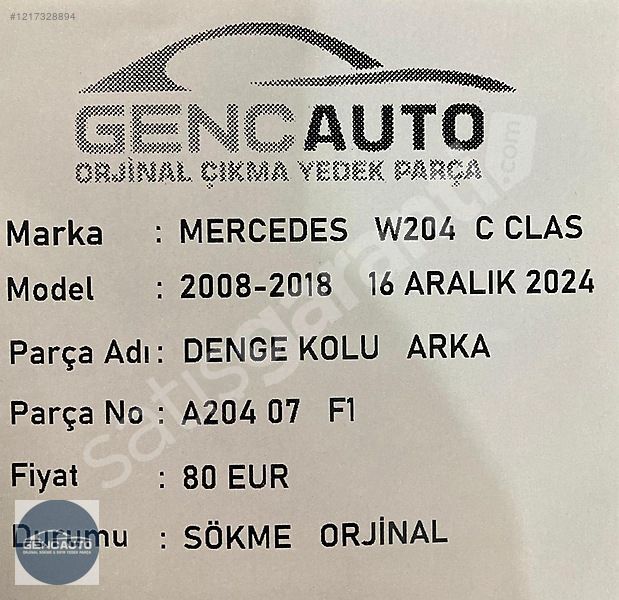 #1217328894
GENCAUTO
ORJİNAL ÇIKMA YEDEK PARÇA
Marka : MERCEDES W204 C CLAS
Model : 2008-2018 16 ARALIK 2024
Parça Adı : DENGE KOLU ARKA
Parça No : A204 07 F1
Fiyat : 80 EUR
Durumu : SÖKME ORJİNAL
GENCAUTO
satisgaranti.com